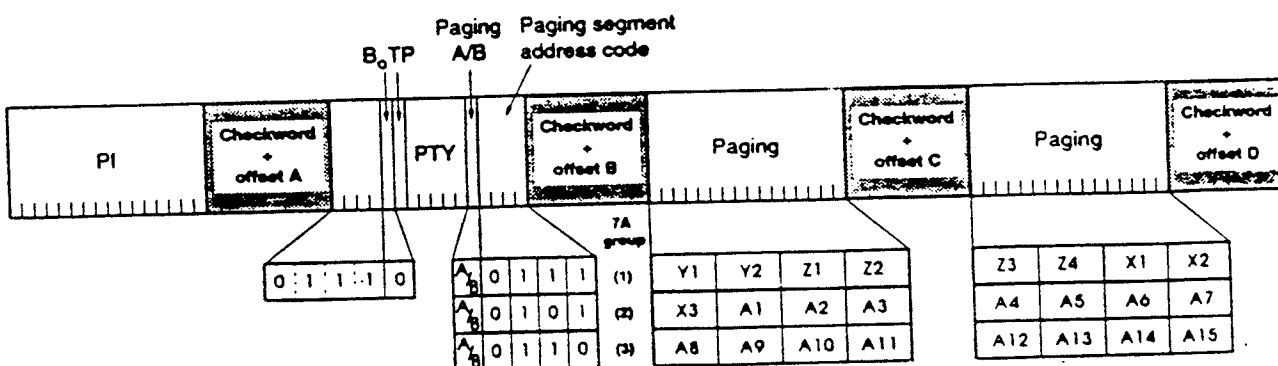 Paging Paging segment
B₀ TP A/B address code
PI
Checkword + offset A
PTY
Checkword + offset B
Paging
Checkword + offset C
Paging
Checkword + offset D
7A group
0 1 1 1 0
A/B 0 1 1 1 (1) Y1 Y2 Z1 Z2 Z3 Z4 X1 X2
A/B 0 1 0 1 (2) X3 A1 A2 A3 A4 A5 A6 A7
A/B 0 1 1 0 (3) A8 A9 A10 A11 A12 A13 A14 A15